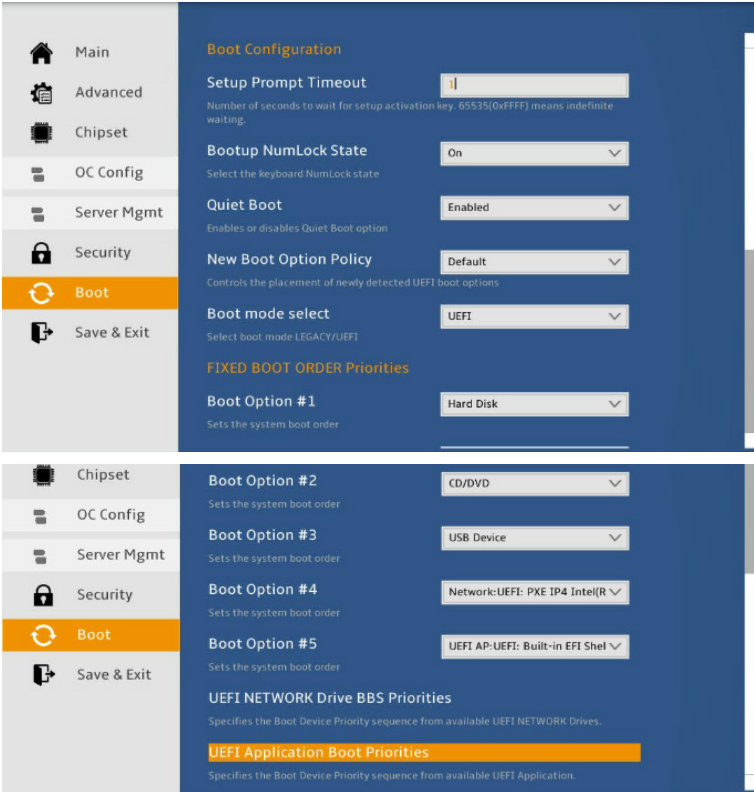 Main
Advanced
Chipset
OC Config
Server Mgmt
Security
Boot
Save & Exit
Boot Configuration
Setup Prompt Timeout
1
Number of seconds to wait for setup activation key. 65535(0xFFFF) means indefinite
waiting.
Bootup NumLock State
On
Select the keyboard NumLock state
Quiet Boot
Enabled
Enables or disables Quiet Boot option
New Boot Option Policy
Default
Controls the placement of newly detected UEFI boot options
Boot mode select
UEFI
Select boot mode LEGACY/UEFI
FIXED BOOT ORDER Priorities
Boot Option #1
Hard Disk
Sets the system boot order
Chipset
OC Config
Server Mgmt
Security
Boot
Save & Exit
Boot Option #2
CD/DVD
Sets the system boot order
Boot Option #3
USB Device
Sets the system boot order
Boot Option #4
Network:UEFI: PXE IP4 Intel(R
Sets the system boot order
Boot Option #5
UEFI AP:UEFI: Built-in EFI Shel
Sets the system boot order
UEFI NETWORK Drive BBS Priorities
Specifies the Boot Device Priority sequence from available UEFI NETWORK Drives.
UEFI Application Boot Priorities
Specifies the Boot Device Priority sequence from available UEFI Application.